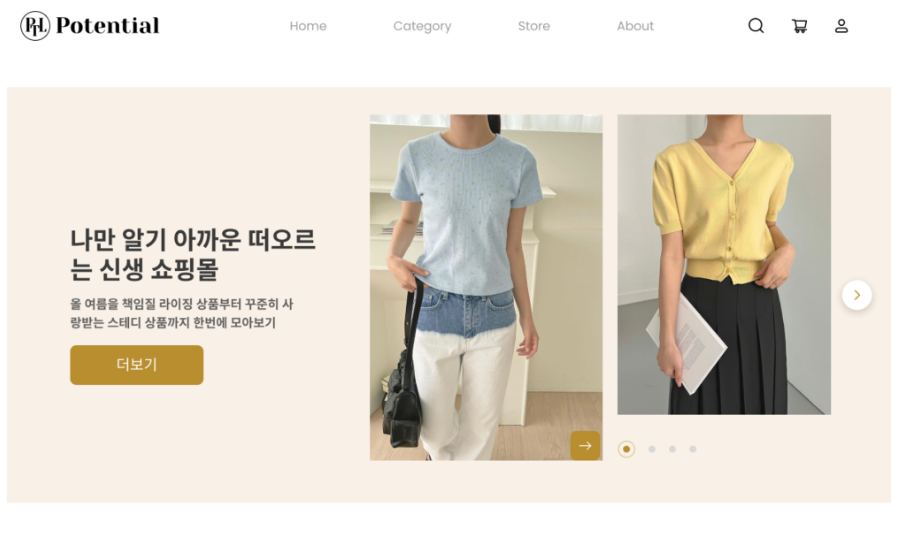 PTL Potential
Home Category Store About
나만 알기 아까운 떠오르
는 신생 쇼핑몰
올 여름을 책임질 라이징 상품부터 꾸준히 사
랑받는 스테디 상품까지 한번에 모아보기
더보기